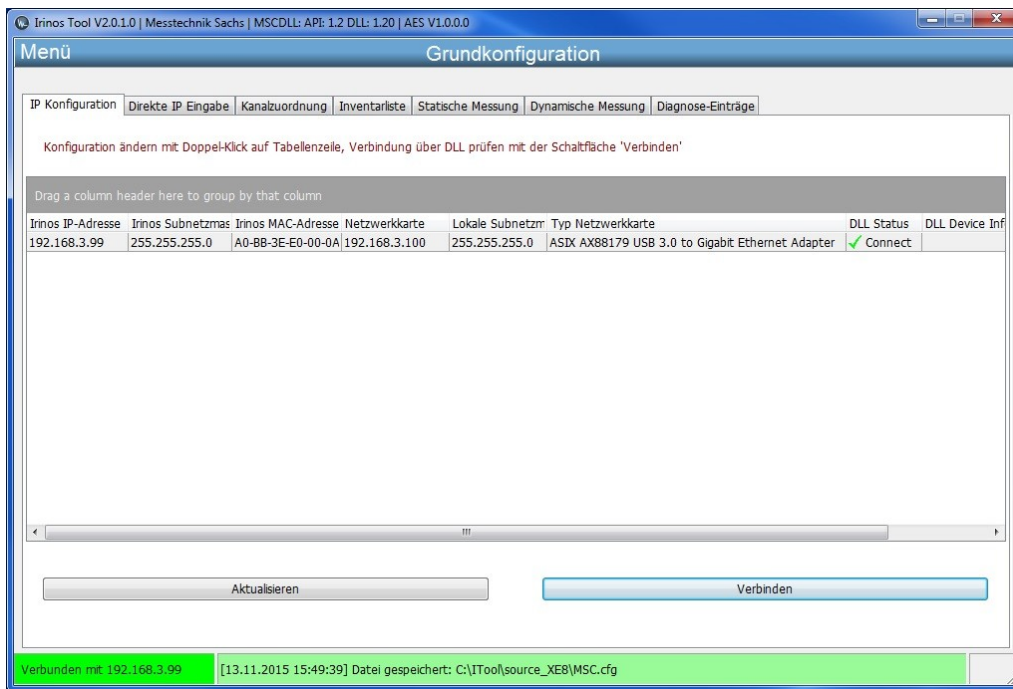 Irinos Tool V2.0.1.0 | Messtechnik Sachs | MSCDLL: API: 1.2 DLL: 1.20 | AES V1.0.0.0
Menü Grundkonfiguration
IP Konfiguration Direkte IP Eingabe Kanalzuordnung Inventarliste Statische Messung Dynamische Messung Diagnose-Einträge
Konfiguration ändern mit Doppel-Klick auf Tabellenzeile, Verbindung über DLL prüfen mit der Schaltfläche 'Verbinden'
Drag a column header here to group by that column
Irinos IP-Adresse Irinos Subnetzmas Irinos MAC-Adresse Netzwerkkarte Lokale Subnetzm Typ Netzwerkkarte DLL Status DLL Device Inf
192.168.3.99 255.255.255.0 A0-BB-3E-E0-00-0A 192.168.3.100 255.255.255.0 ASIX AX88179 USB 3.0 to Gigabit Ethernet Adapter Connect
Aktualisieren Verbinden
Verbunden mit 192.168.3.99 [13.11.2015 15:49:39] Datei gespeichert: C:\ITool\source_XE8\MSC.cfg